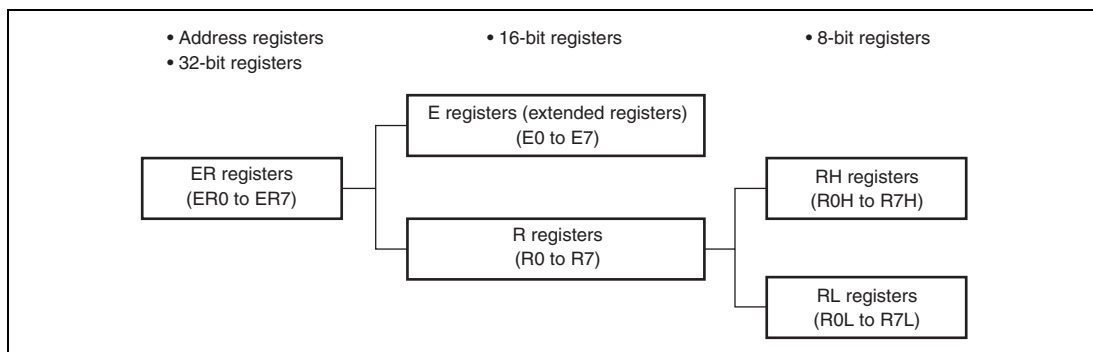 • Address registers
• 32-bit registers
• 16-bit registers
• 8-bit registers
E registers (extended registers)
(E0 to E7)
ER registers
(ER0 to ER7)
RH registers
(R0H to R7H)
R registers
(R0 to R7)
RL registers
(R0L to R7L)